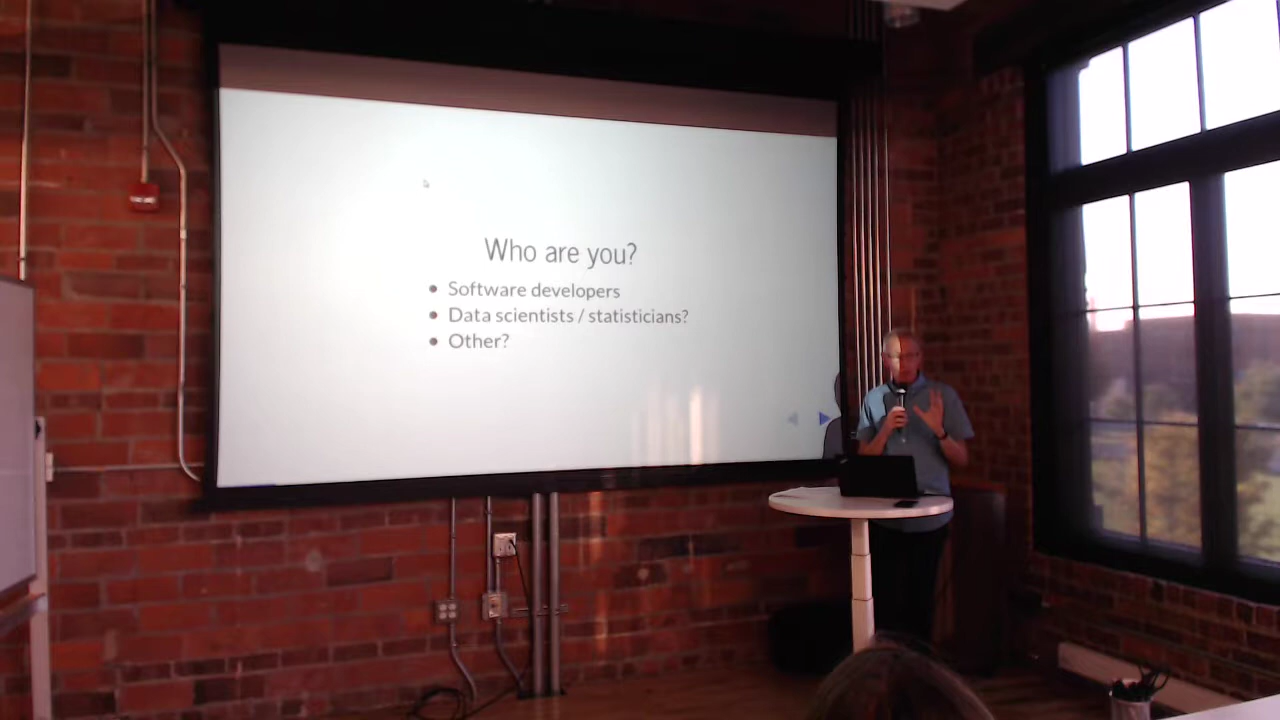 Who are you?
Software developers
Data scientists / statisticians?
Other?